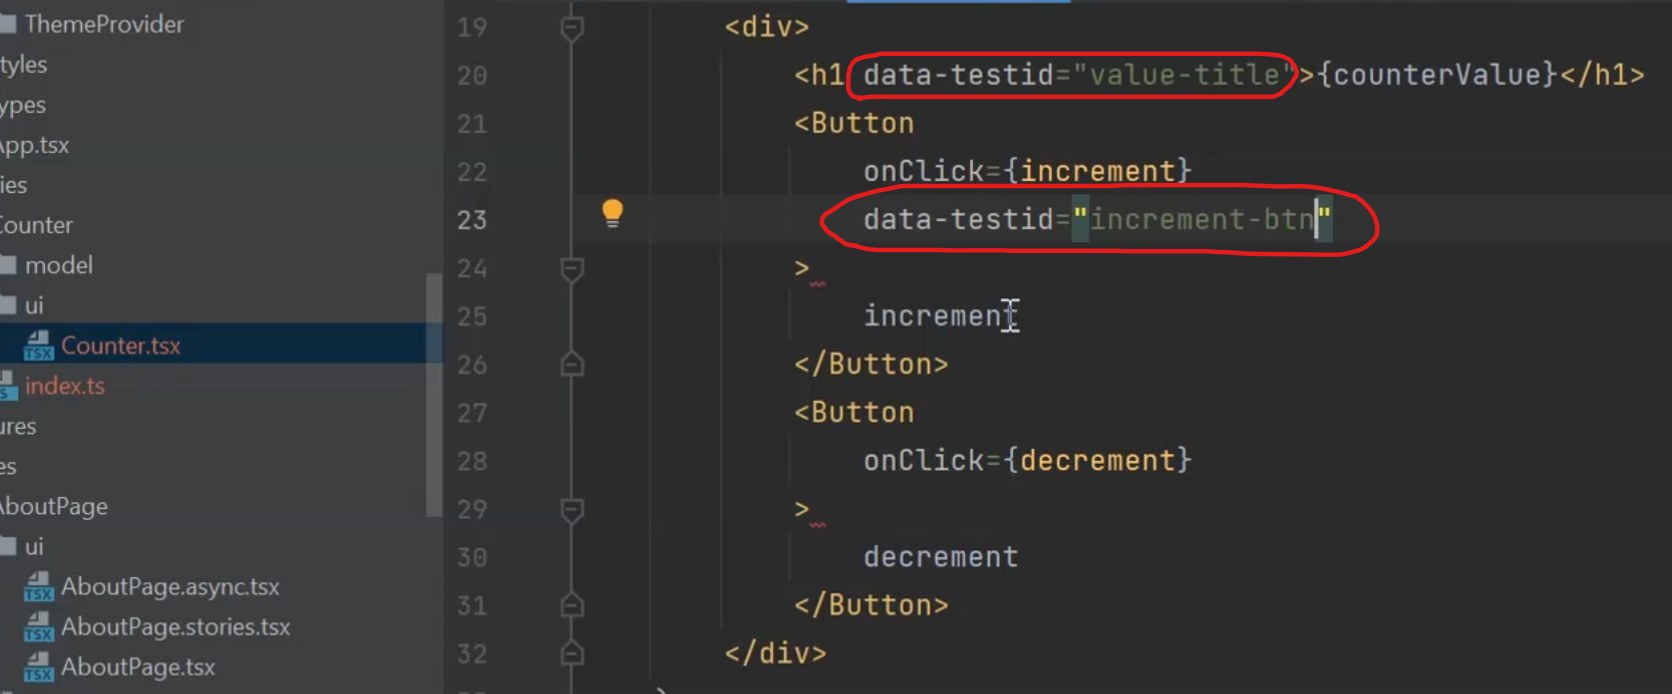 ThemeProvider
tyles
ypes
App.tsx
ies
Counter
model
ui
TSX Counter.tsx
S index.ts
ures
es
AboutPage
ui
TSX AboutPage.async.tsx
TSX AboutPage.stories.tsx
TSX AboutPage.tsx
19 <div>
20 <h1 data-testid="value-title">{counterValue}</h1>
21 <Button
22 onClick={increment}
23 data-testid="increment-btn"
24 >
25 increment
26 </Button>
27 <Button
28 onClick={decrement}
29 >
30 decrement
31 </Button>
32 </div>